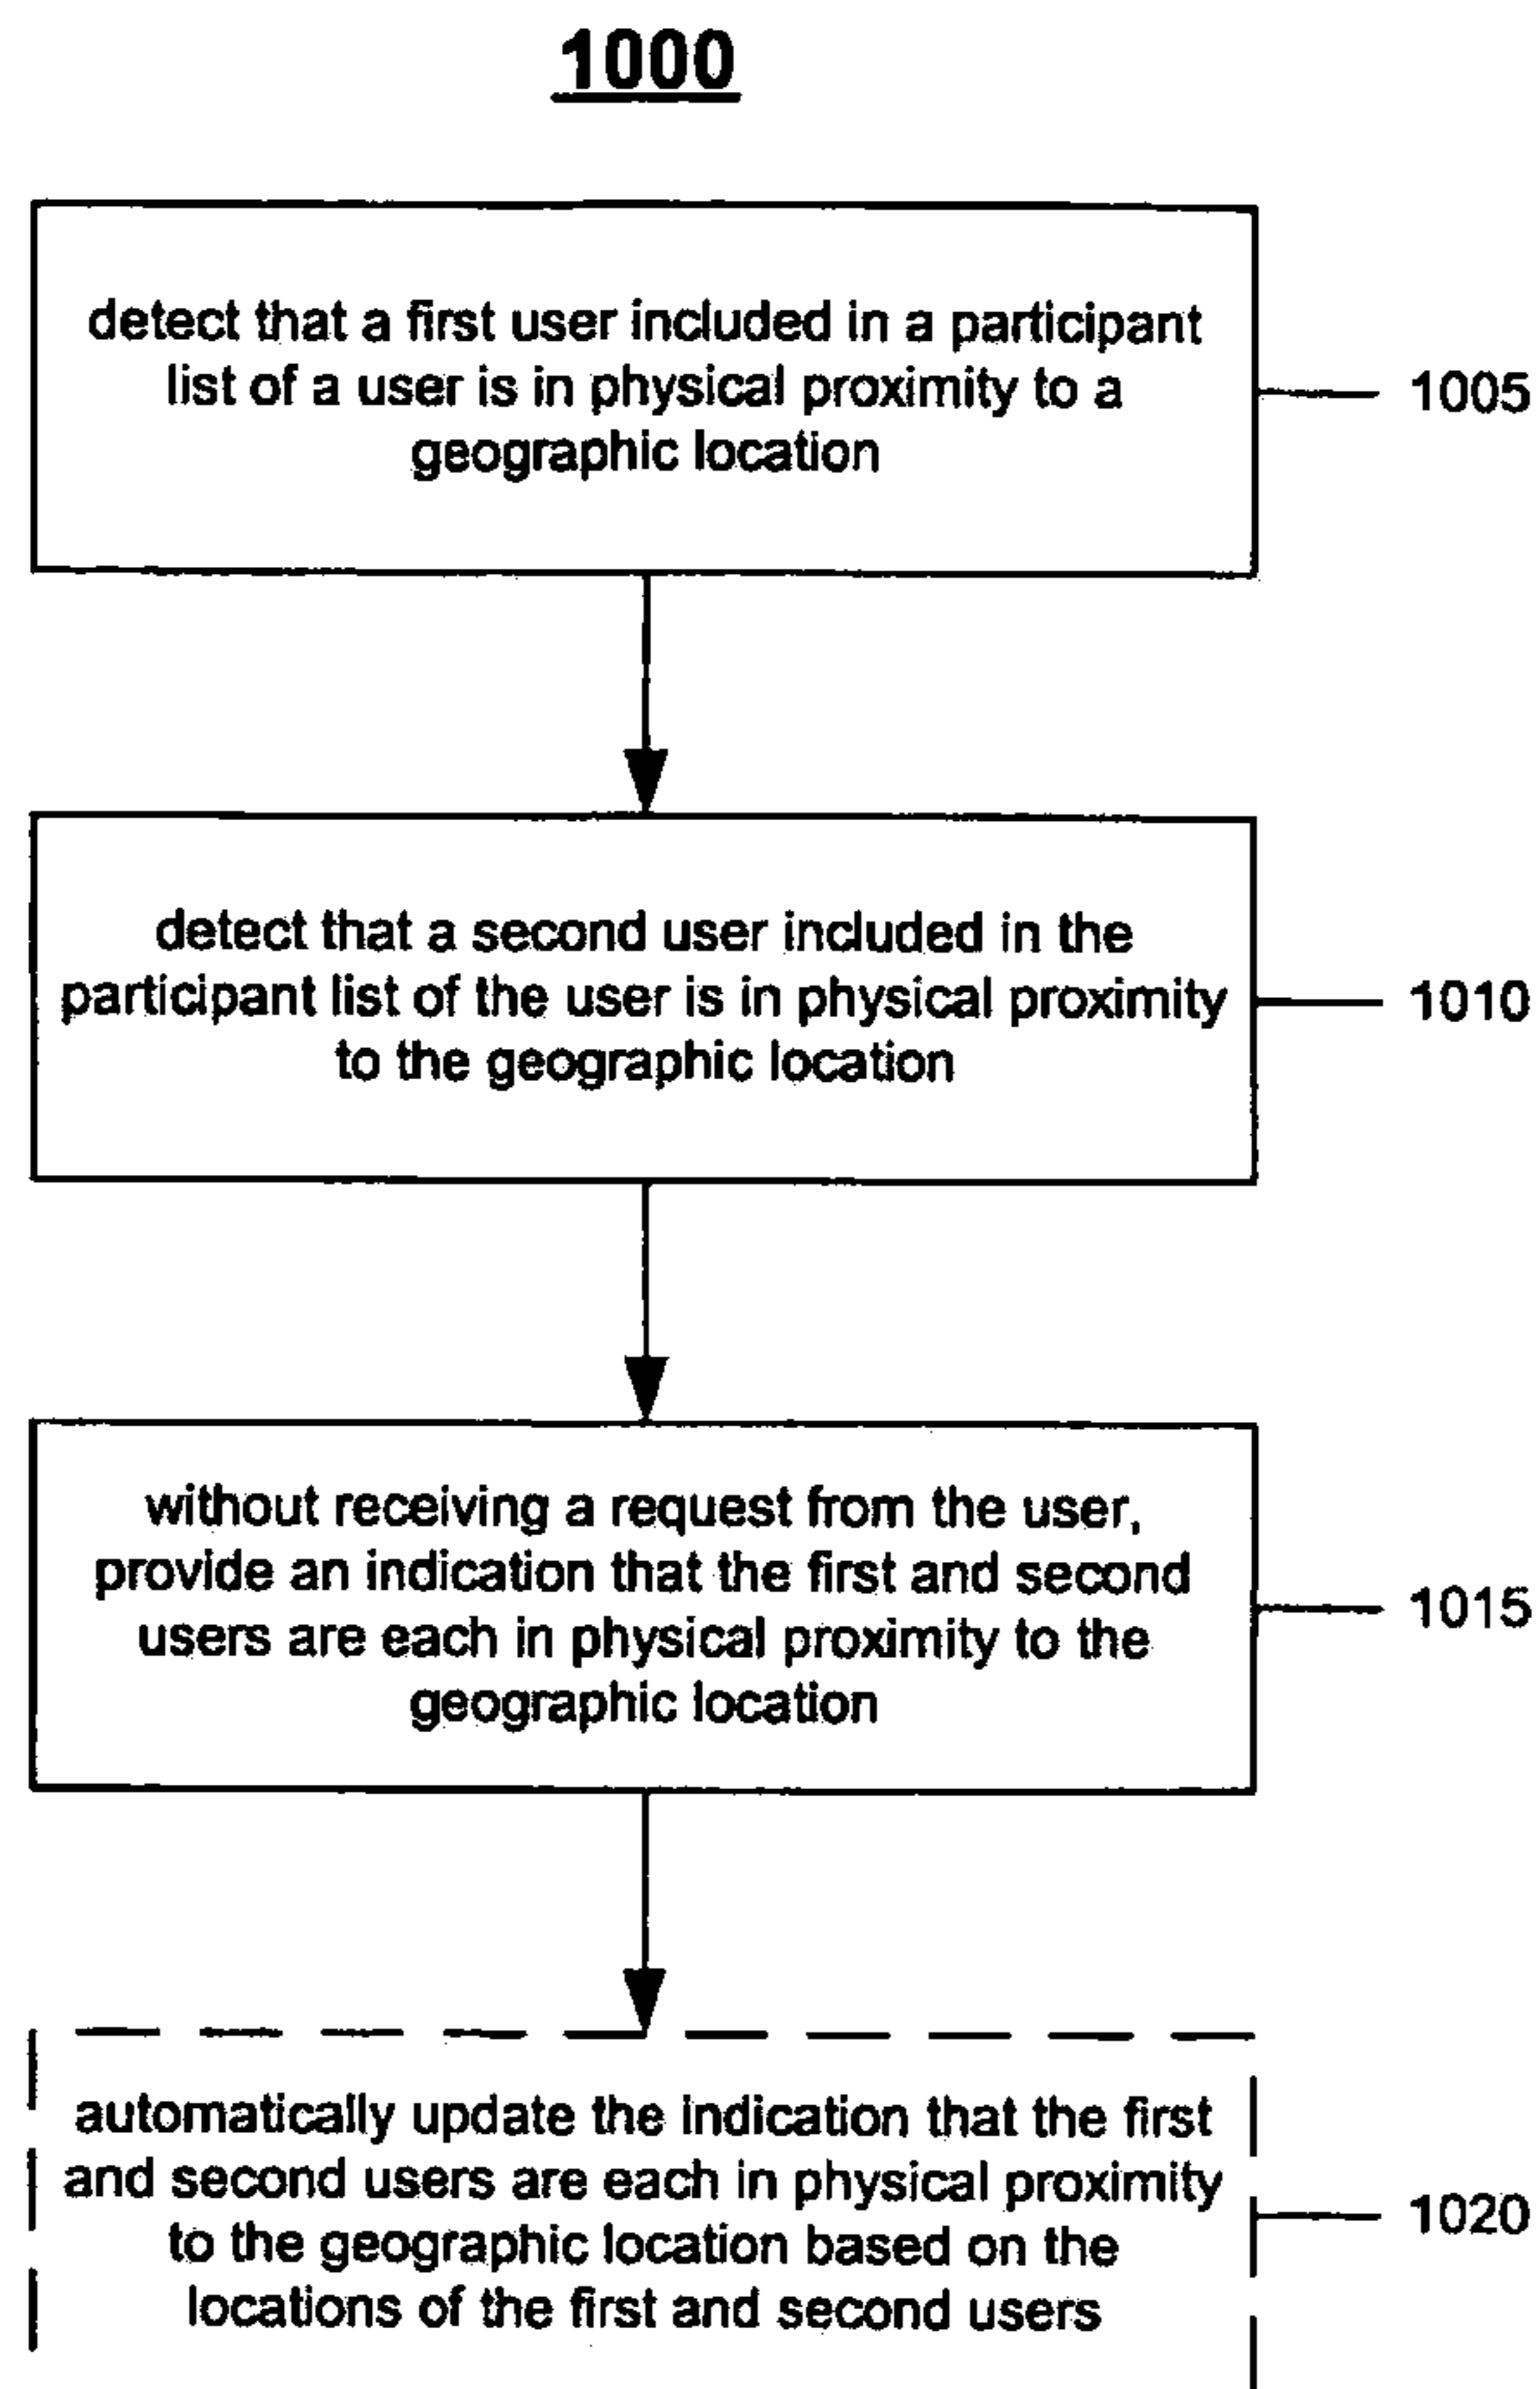 1000
detect that a first user included in a participant
list of a user is in physical proximity to a
geographic location
1005
detect that a second user included in the
participant list of the user is in physical proximity
to the geographic location
1010
without receiving a request from the user,
provide an indication that the first and second
users are each in physical proximity to the
geographic location
1015
automatically update the indication that the first
and second users are each in physical proximity
to the geographic location based on the
locations of the first and second users
1020